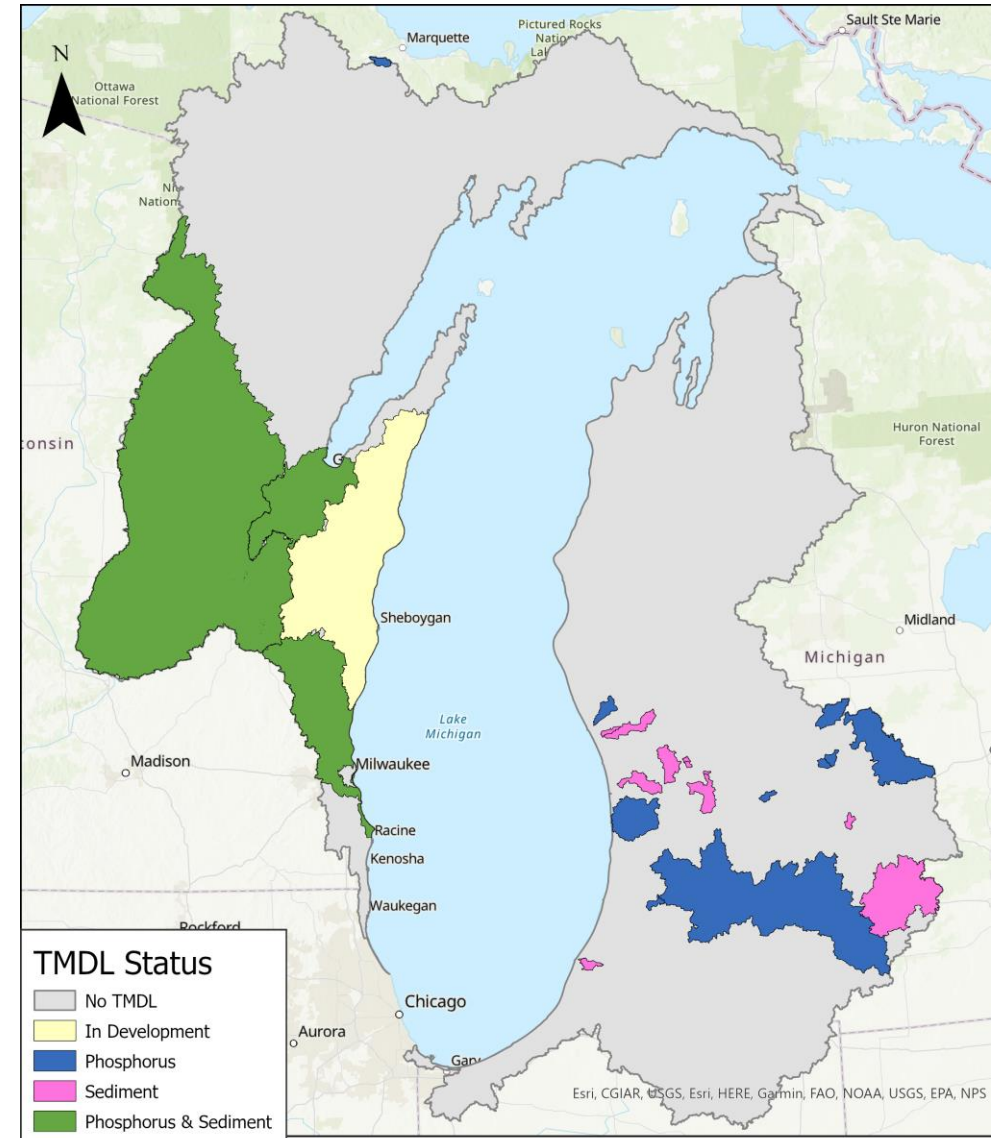 Sault Ste Marie
Pictured Rocks
Marquette
N
Ottawa
National Forest
Huron National
Forest
consin
Sheboygan
Midland
Michigan
Lake
Michigan
Madison
Milwaukee
Racine
Kenosha
Waukegan
Rockford
Chicago
Aurora
Gary
TMDL Status
No TMDL
In Development
Phosphorus
Sediment
Phosphorus & Sediment
Esri, CGIAR, USGS, Esri, HERE, Garmin, FAO, NOAA, USGS, EPA, NPS